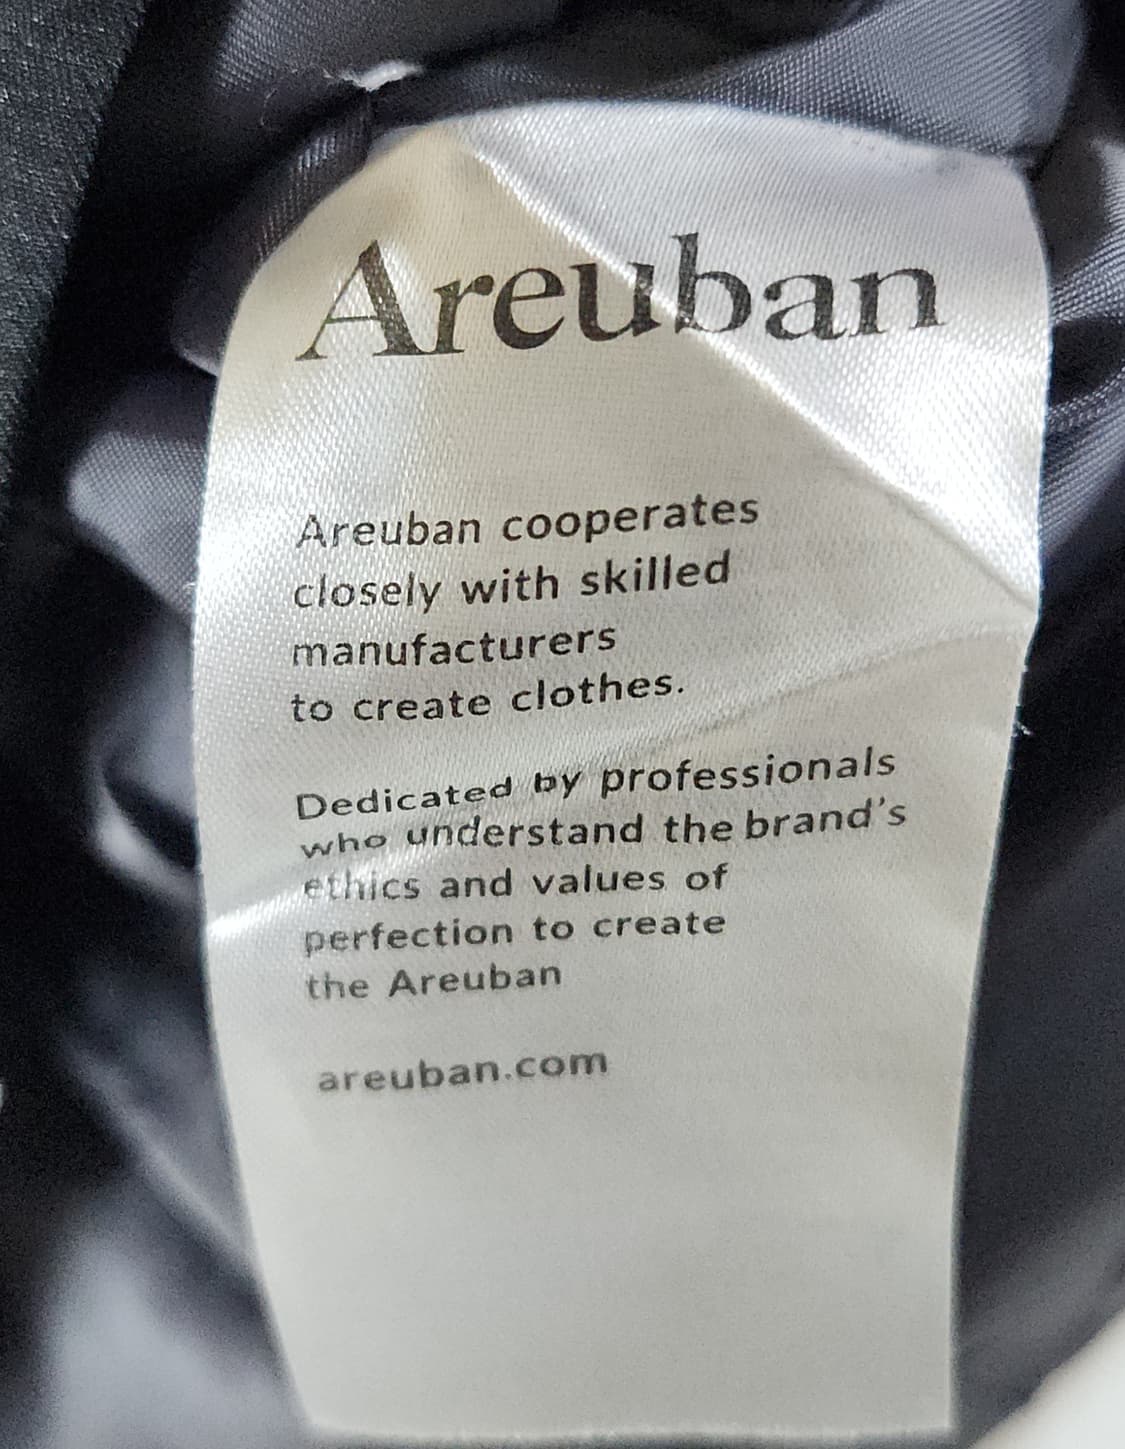 Areuban
Areuban cooperates
closely with skilled
manufacturers
to create clothes.
Dedicated by professionals
who understand the brand's
ethics and values of
perfection to create
the Areuban
areuban.com